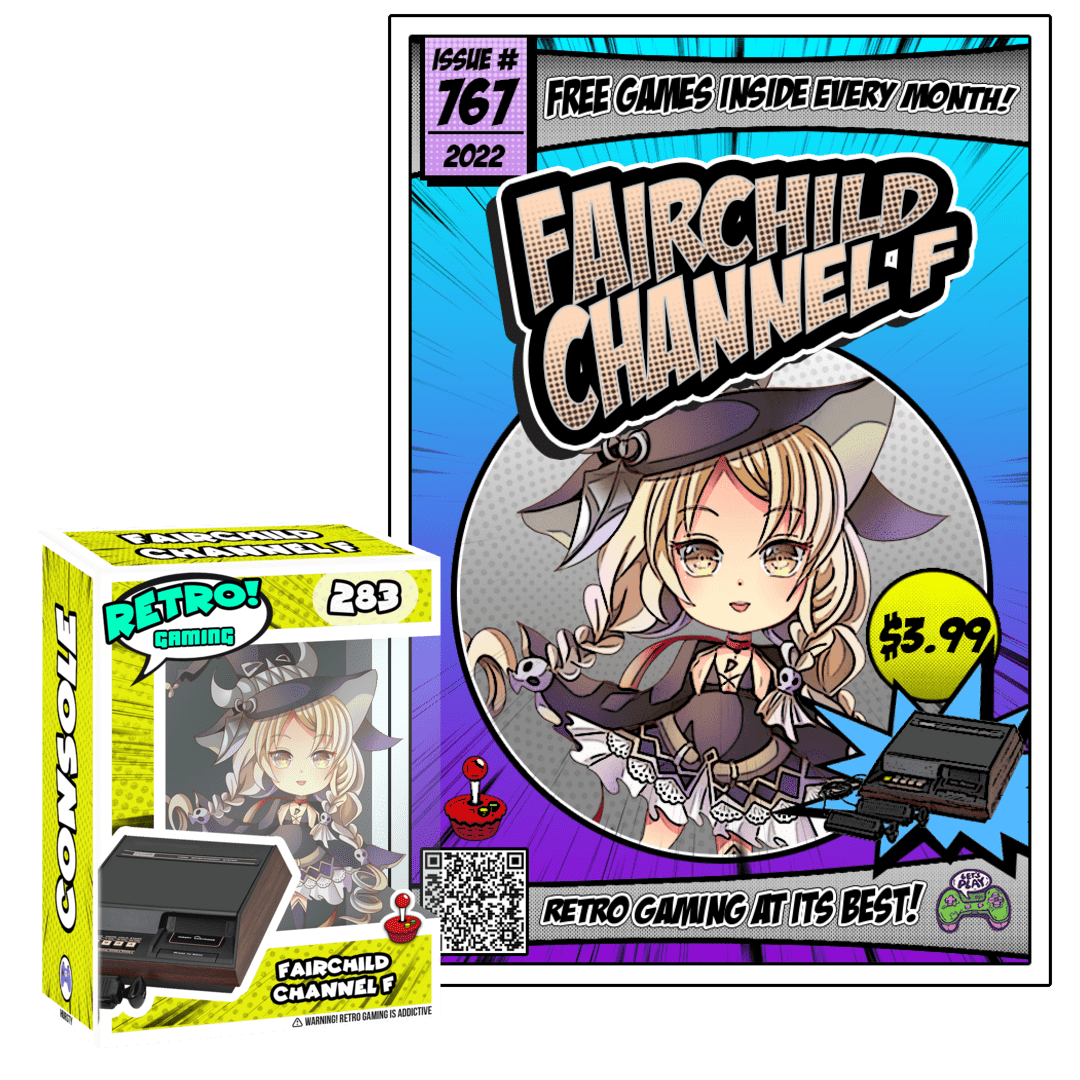 ISSUE #
767
2022
FREE GAMES INSIDE EVERY MONTH!
FAIRCHILD
CHANNEL F
$3.99
RETRO GAMING AT ITS BEST!
LET'S
PLAY
FAIRCHILD
CHANNEL F
RETRO!
GAMING
283
CONSOLE
FAIRCHILD
CHANNEL F
WARNING! RETRO GAMING IS ADDICTIVE